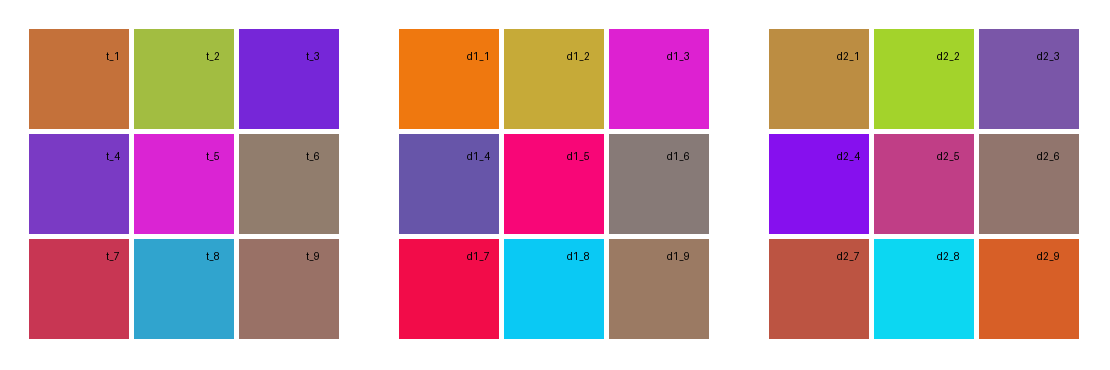 t_1 t_2 t_3 d1_1 d1_2 d1_3 d2_1 d2_2 d2_3
t_4 t_5 t_6 d1_4 d1_5 d1_6 d2_4 d2_5 d2_6
t_7 t_8 t_9 d1_7 d1_8 d1_9 d2_7 d2_8 d2_9